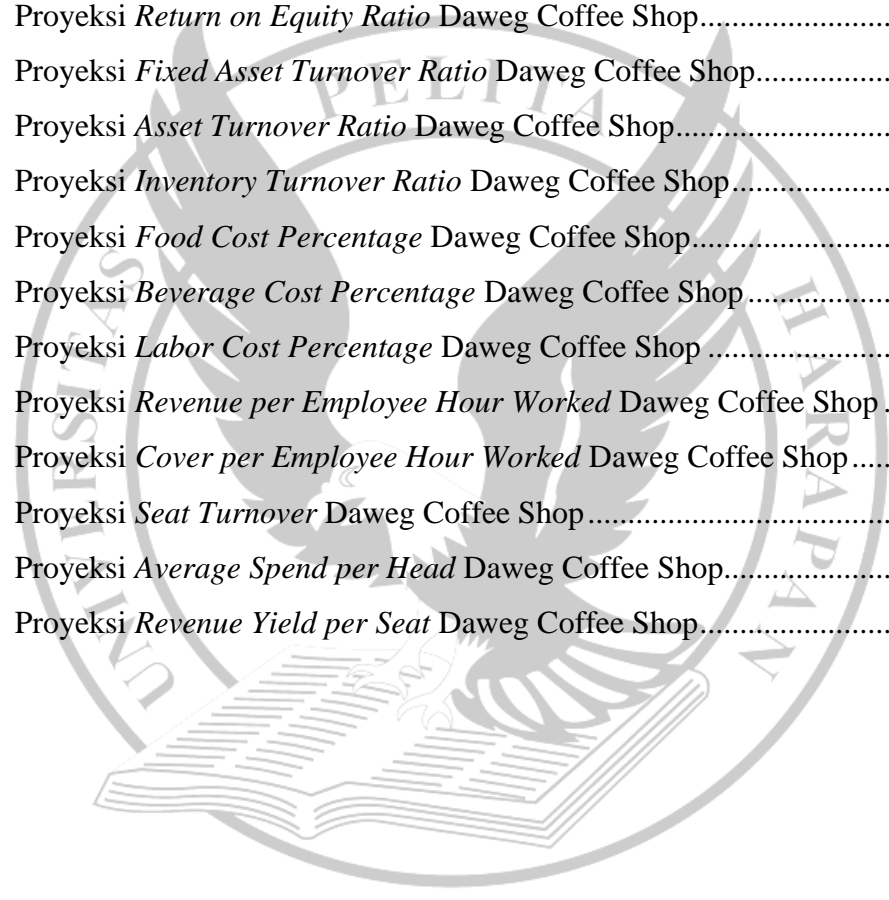 Proyeksi Return on Equity Ratio Daweg Coffee Shop........................
Proyeksi Fixed Asset Turnover Ratio Daweg Coffee Shop.................
Proyeksi Asset Turnover Ratio Daweg Coffee Shop...........................
Proyeksi Inventory Turnover Ratio Daweg Coffee Shop....................
Proyeksi Food Cost Percentage Daweg Coffee Shop.........................
Proyeksi Beverage Cost Percentage Daweg Coffee Shop..................
Proyeksi Labor Cost Percentage Daweg Coffee Shop.......................
Proyeksi Revenue per Employee Hour Worked Daweg Coffee Shop.
Proyeksi Cover per Employee Hour Worked Daweg Coffee Shop.....
Proyeksi Seat Turnover Daweg Coffee Shop......................................
Proyeksi Average Spend per Head Daweg Coffee Shop.....................
Proyeksi Revenue Yield per Seat Daweg Coffee Shop........................
UNIVERSITAS PELITA HARAPAN